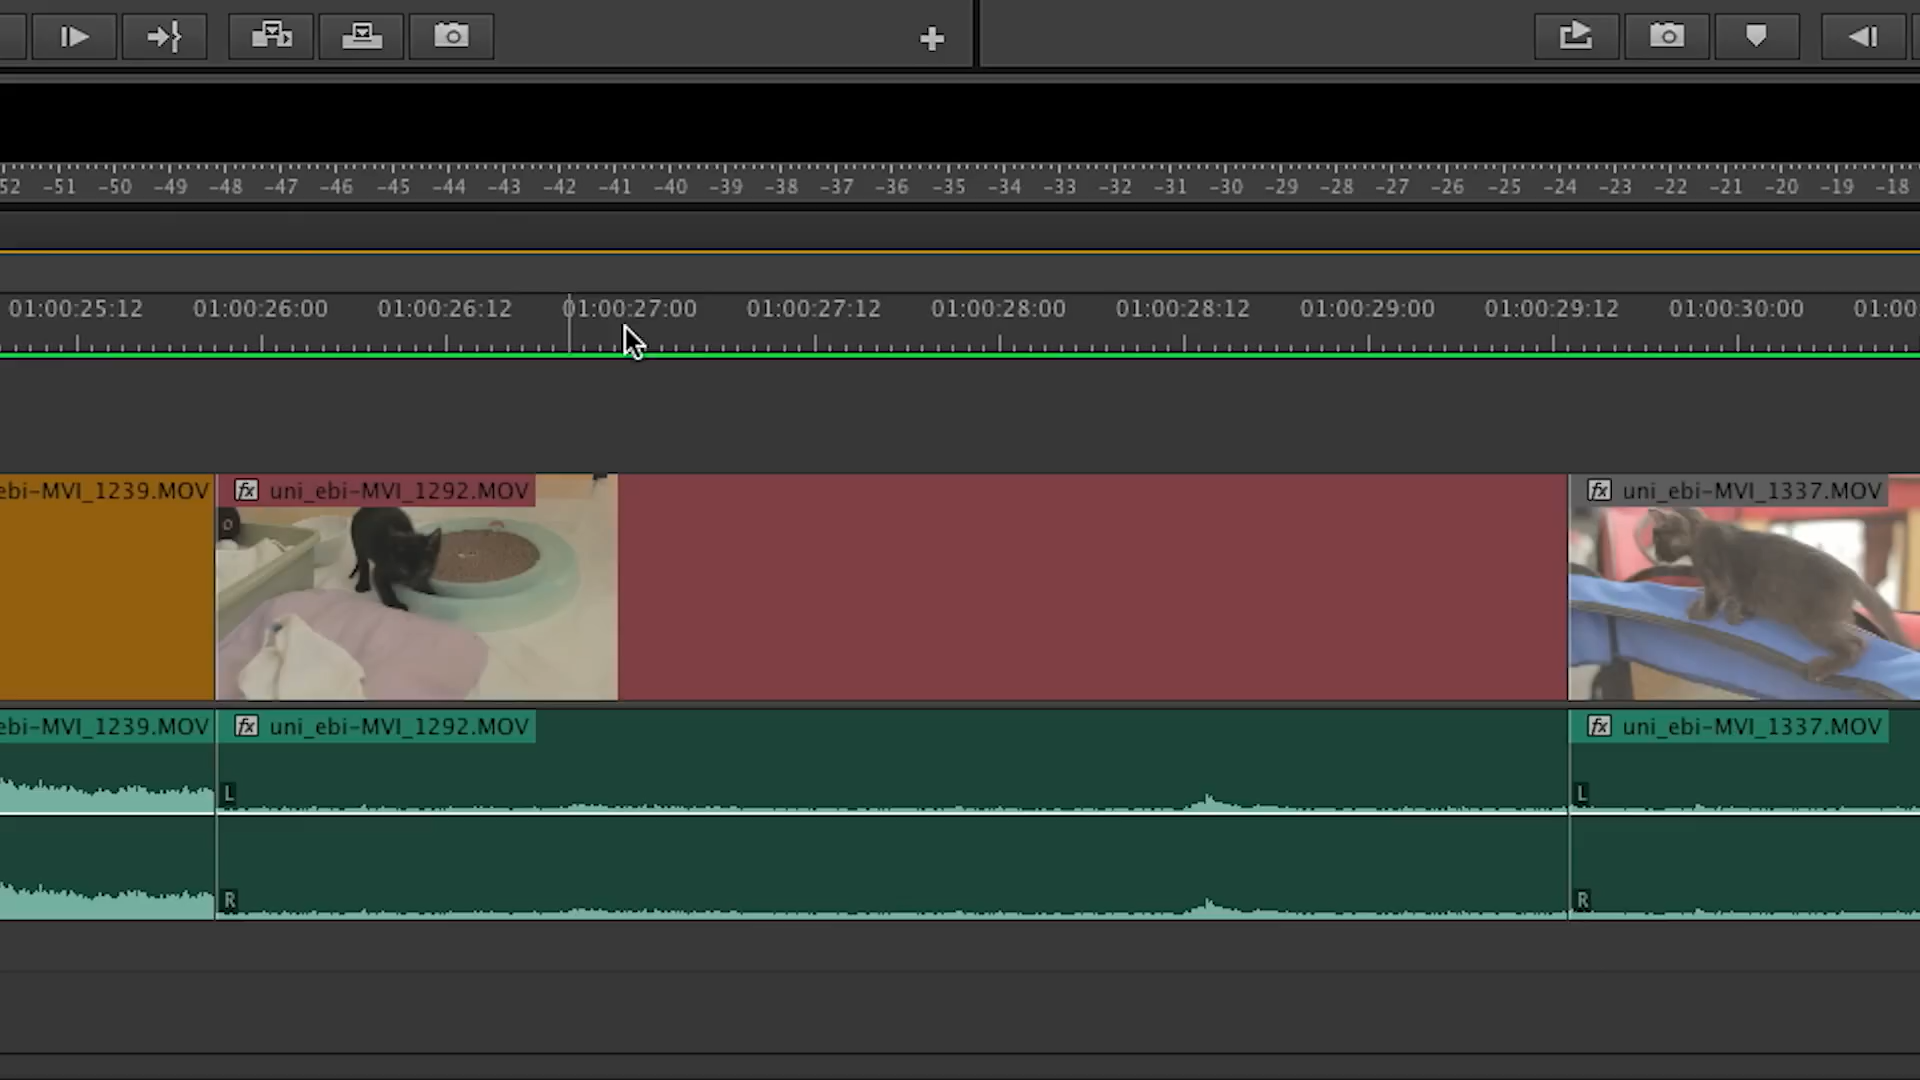 52 -51 -50 -49 -48 -47 -46 -45 -44 -43 -42 -41 -40 -39 -38 -37 -36 -35 -34 -33 -32 -31 -30 -29 -28 -27 -26 -25 -24 -23 -22 -21 -20 -19 -18
01:00:25:12 01:00:26:00 01:00:26:12 01:00:27:00 01:00:27:12 01:00:28:00 01:00:28:12 01:00:29:00 01:00:29:12 01:00:30:00 01:00
ebi-MVI_1239.MOV fx uni_ebi-MVI_1292.MOV fx uni_ebi-MVI_1337.MOV
ebi-MVI_1239.MOV fx uni_ebi-MVI_1292.MOV fx uni_ebi-MVI_1337.MOV
L L
R R